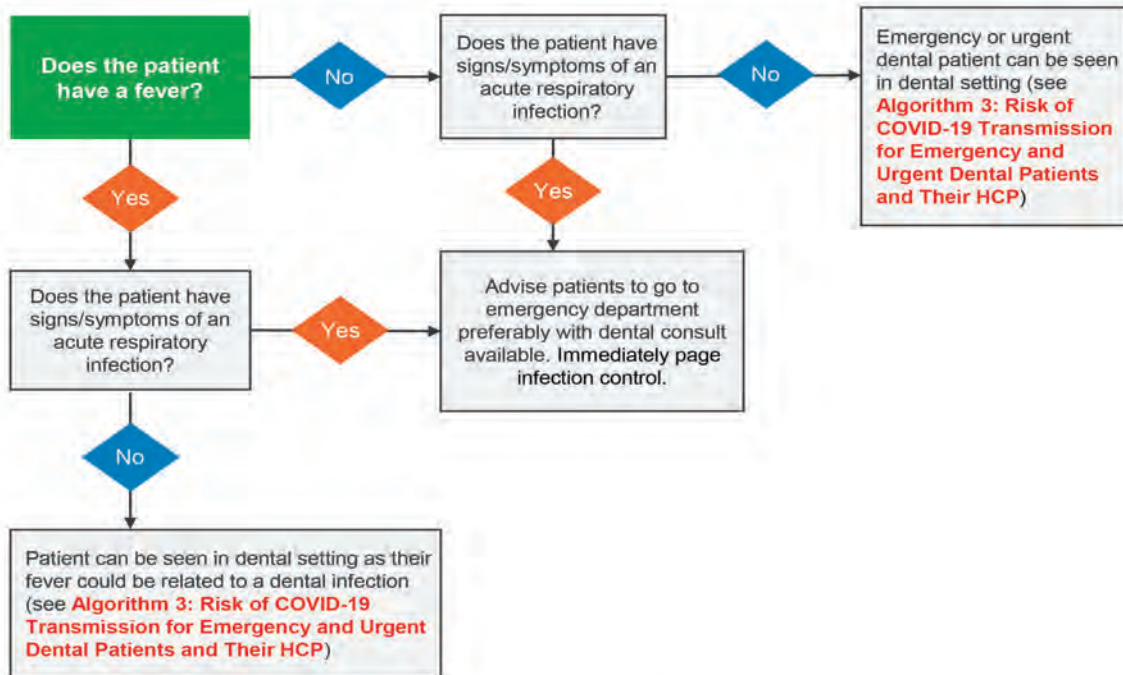 Does the patient
have a fever?
No
Does the patient have
signs/symptoms of an
acute respiratory
infection?
No
Emergency or urgent
dental patient can be seen
in dental setting (see
Algorithm 3: Risk of
COVID-19 Transmission
for Emergency and
Urgent Dental Patients
and Their HCP)
Yes
Yes
Does the patient have
signs/symptoms of an
acute respiratory
infection?
Yes
Advise patients to go to
emergency department
preferably with dental consult
available. Immediately page
infection control.
No
Patient can be seen in dental setting as their
fever could be related to a dental infection
(see Algorithm 3: Risk of COVID-19
Transmission for Emergency and Urgent
Dental Patients and Their HCP)